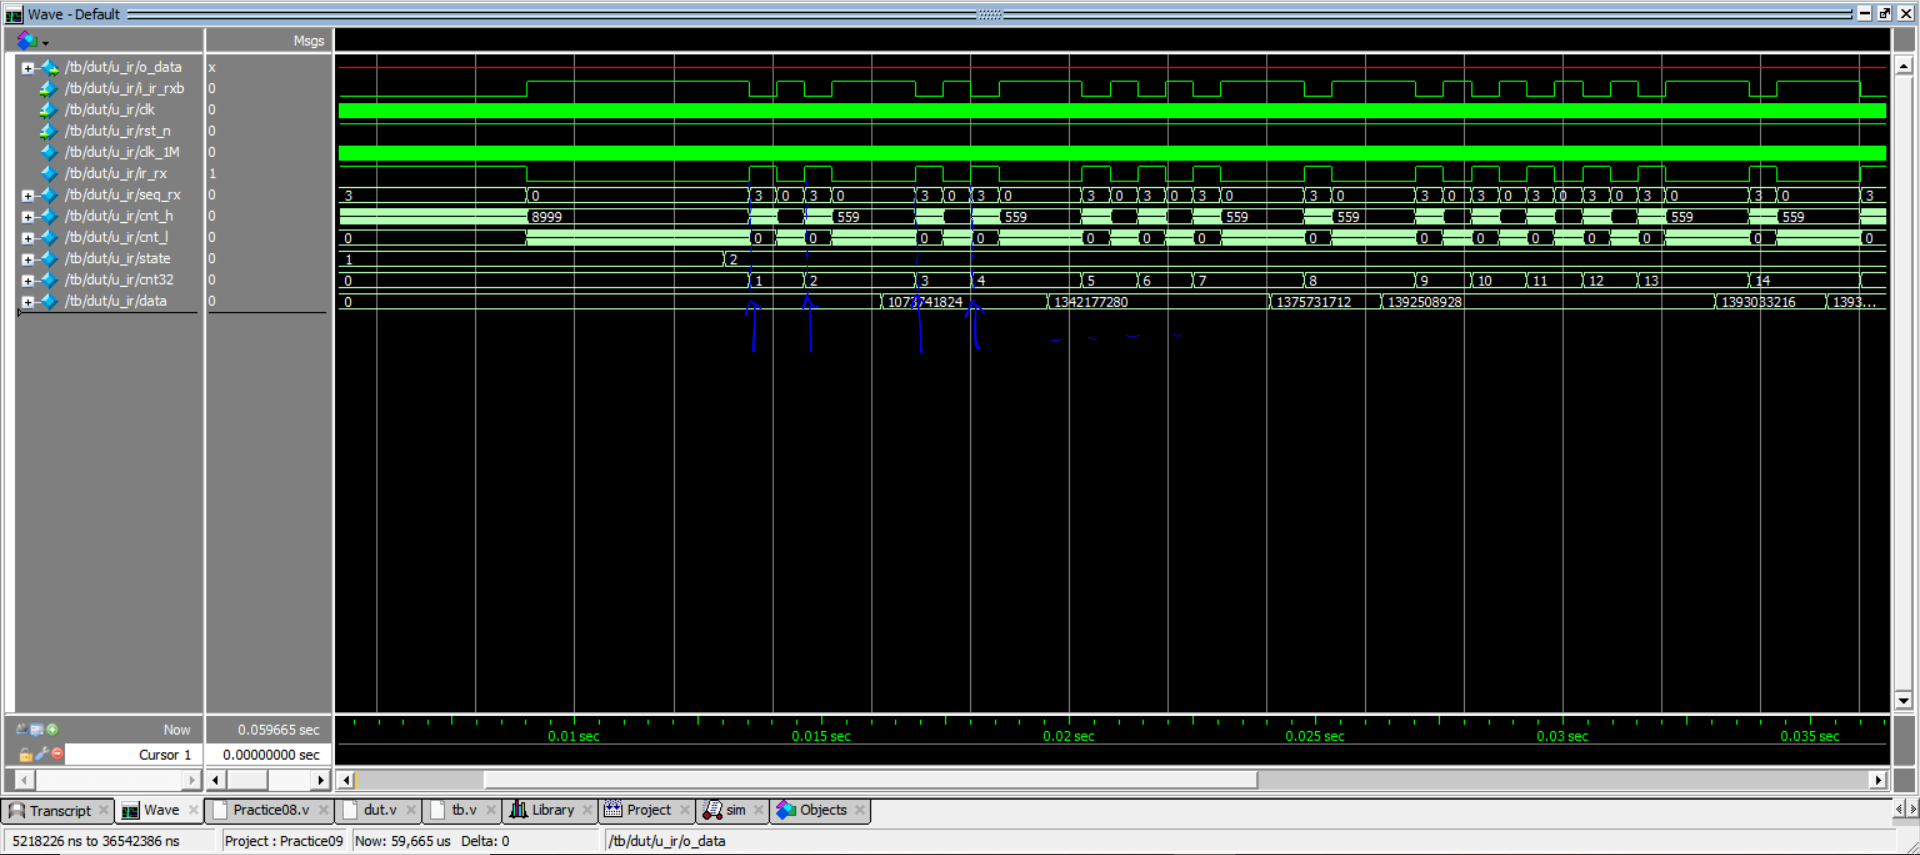 Wave - Default
Msgs
/tb/dut/u_ir/o_data x
/tb/dut/u_ir/i_ir_rxb 0
/tb/dut/u_ir/clk 0
/tb/dut/u_ir/rst_n 0
/tb/dut/u_ir/clk_1M 0
/tb/dut/u_ir/ir_rx 1
/tb/dut/u_ir/seq_rx 0 3 0 3 0 3 0 3 0 3 0 3 0 3 0 3 0 3 0 3 0 3 0 3 0 3 0 3 0 3
/tb/dut/u_ir/cnt_h 0 8999 559 559 559 559 559 559
/tb/dut/u_ir/cnt_l 0 0 0 0 0 0 0 0 0 0 0 0 0 0 0 0 0
/tb/dut/u_ir/state 0 1 2
/tb/dut/u_ir/cnt32 0 0 1 2 3 4 5 6 7 8 9 10 11 12 13 14
/tb/dut/u_ir/data 0 0 1073741824 1342177280 1375731712 1392508928 1393033216 1393...
Now 0.059665 sec
0.01 sec 0.015 sec 0.02 sec 0.025 sec 0.03 sec 0.035 sec
Cursor 1 0.00000000 sec
Transcript Wave Practice08.v dut.v tb.v Library Project sim Objects
5218226 ns to 36542386 ns Project : Practice09 Now: 59,665 us Delta: 0 /tb/dut/u_ir/o_data